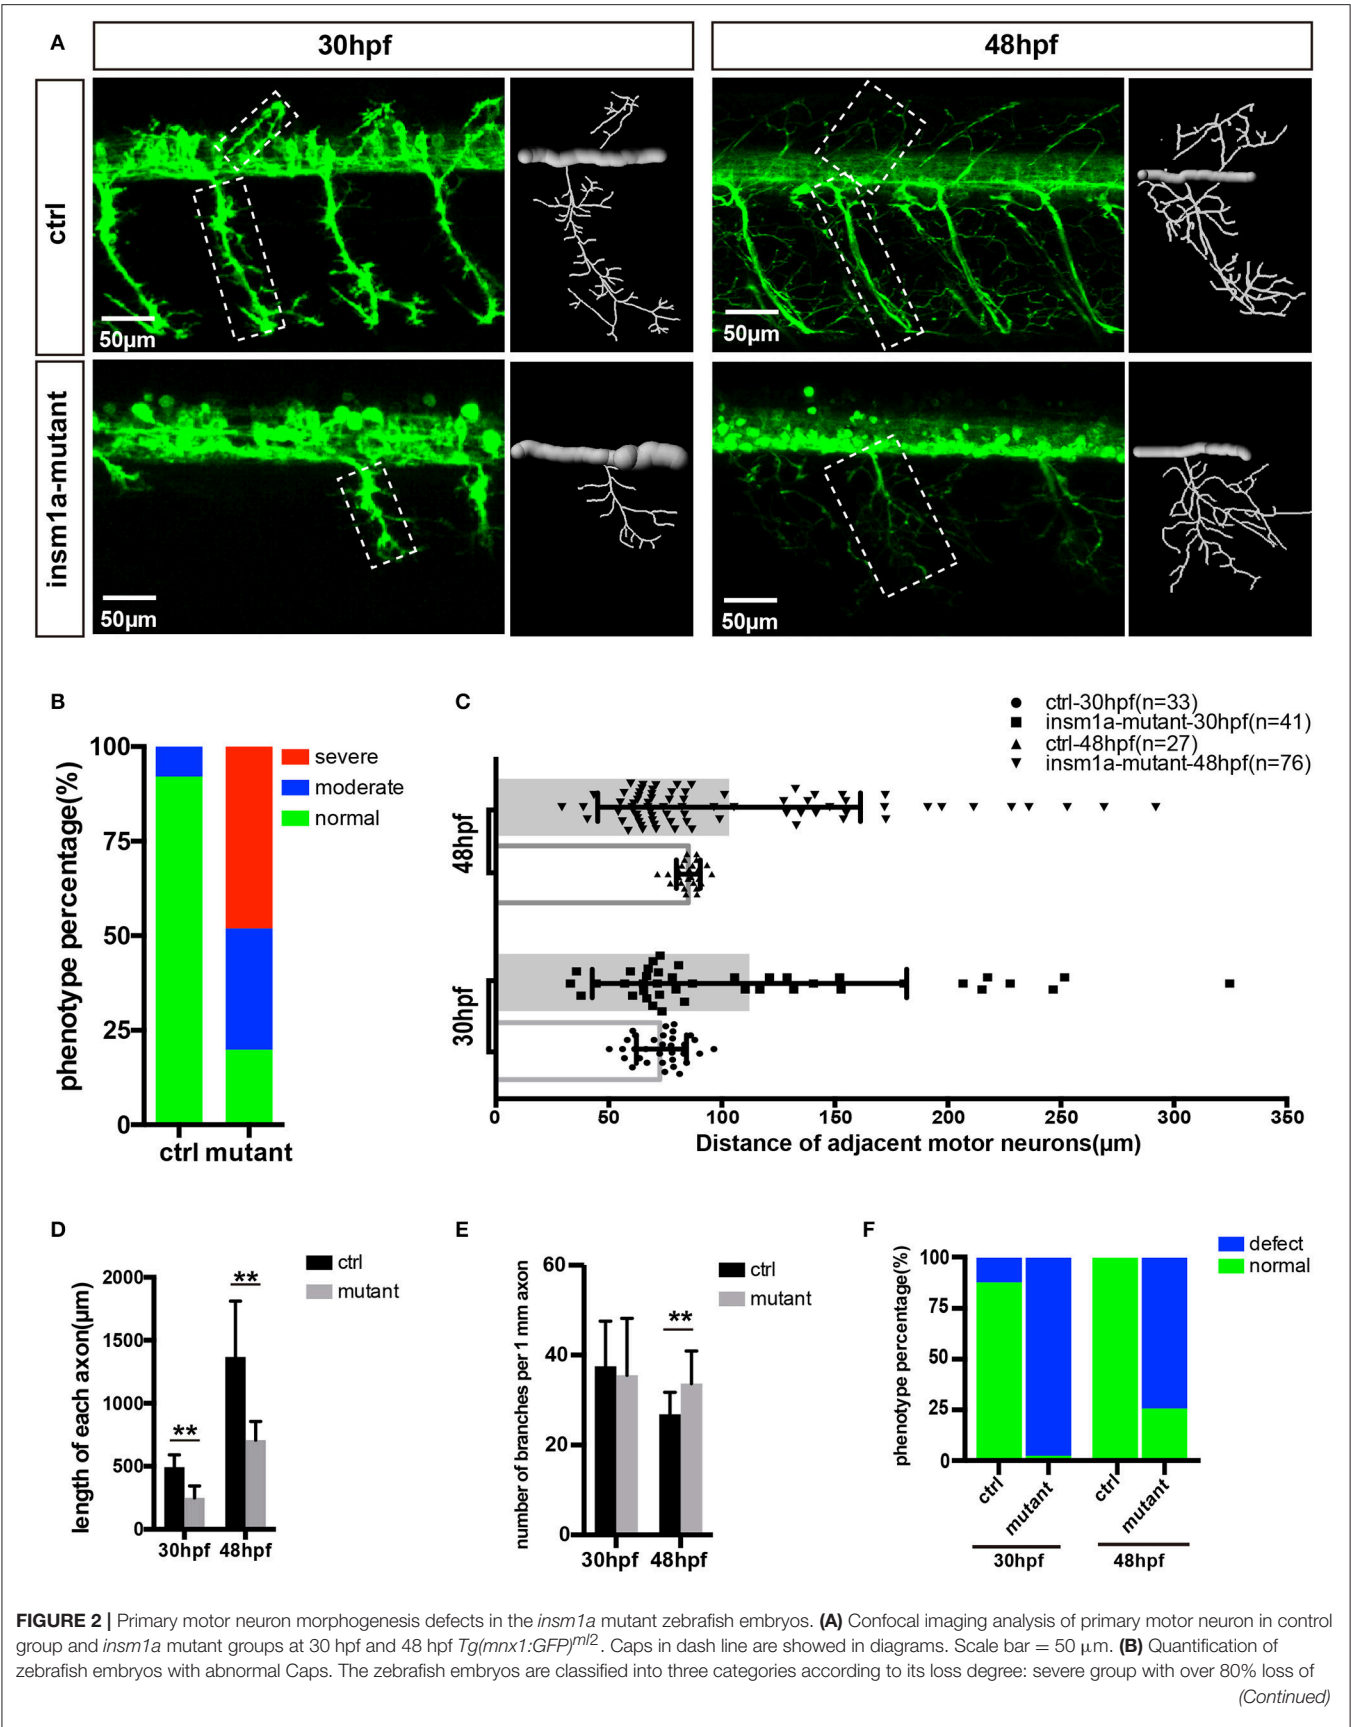 A
30hpf
48hpf
ctrl
50µm
50µm
insm1a-mutant
50µm
50µm
B
phenotype percentage(%)
100
75
50
25
0
ctrl mutant
severe
moderate
normal
C
ctrl-30hpf(n=33)
insm1a-mutant-30hpf(n=41)
ctrl-48hpf(n=27)
insm1a-mutant-48hpf(n=76)
48hpf
30hpf
0 50 100 150 200 250 300 350
Distance of adjacent motor neurons(µm)
D
length of each axon(µm)
2000
1500
1000
500
0
**
**
30hpf 48hpf
ctrl
mutant
E
number of branches per 1 mm axon
60
40
20
0
**
30hpf 48hpf
ctrl
mutant
F
phenotype percentage(%)
100
75
50
25
0
ctrl mutant ctrl mutant
30hpf 48hpf
defect
normal
FIGURE 2 | Primary motor neuron morphogenesis defects in the insm1a mutant zebrafish embryos. (A) Confocal imaging analysis of primary motor neuron in control
group and insm1a mutant groups at 30 hpf and 48 hpf Tg(mnx1:GFP)ml2. Caps in dash line are showed in diagrams. Scale bar = 50 µm. (B) Quantification of
zebrafish embryos with abnormal Caps. The zebrafish embryos are classified into three categories according to its loss degree: severe group with over 80% loss of
(Continued)